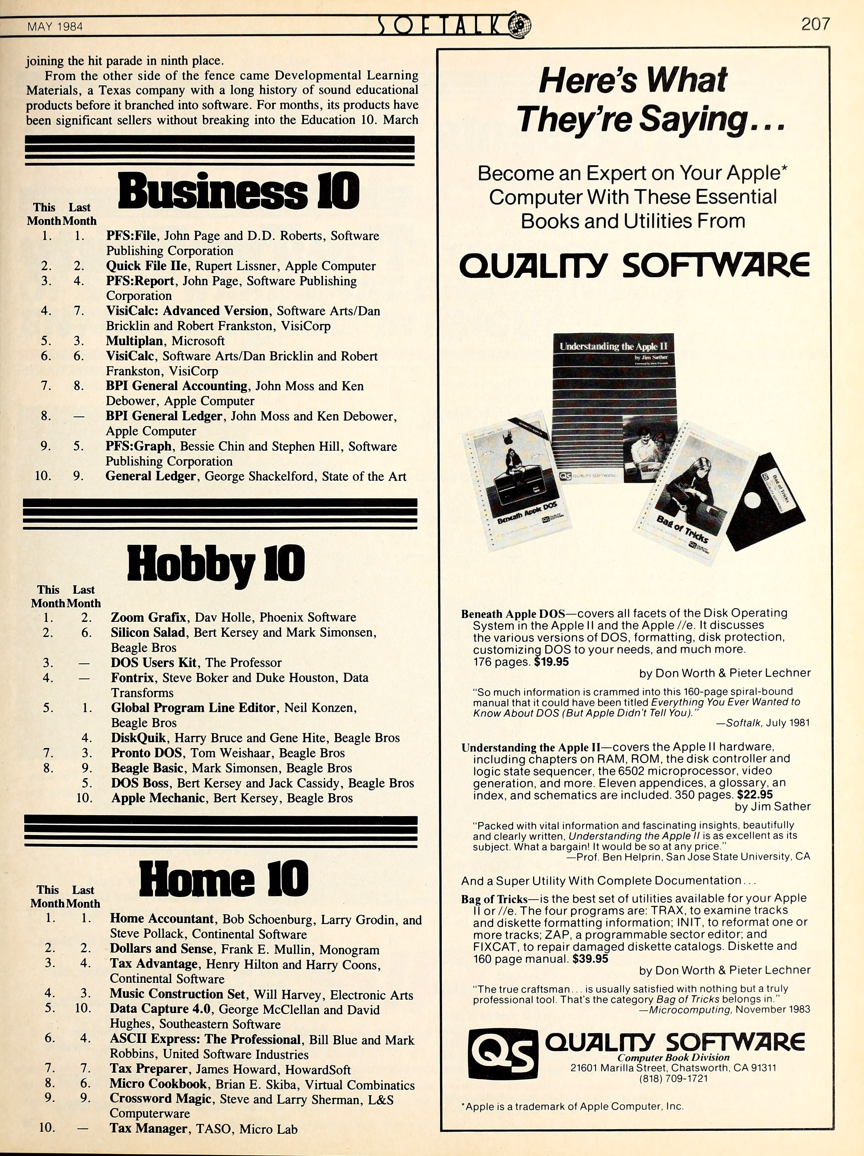 MAY 1984
SOFTALK
207
joining the hit parade in ninth place.
From the other side of the fence came Developmental Learning
Materials, a Texas company with a long history of sound educational
products before it branched into software. For months, its products have
been significant sellers without breaking into the Education 10. March
Business 10
This Last
Month Month
1. 1. PFS:File, John Page and D.D. Roberts, Software
Publishing Corporation
2. 2. Quick File IIe, Rupert Lissner, Apple Computer
3. 4. PFS:Report, John Page, Software Publishing
Corporation
4. 7. VisiCalc: Advanced Version, Software Arts/Dan
Bricklin and Robert Frankston, VisiCorp
5. 3. Multiplan, Microsoft
6. 6. VisiCalc, Software Arts/Dan Bricklin and Robert
Frankston, VisiCorp
7. 8. BPI General Accounting, John Moss and Ken
Debower, Apple Computer
8. — BPI General Ledger, John Moss and Ken Debower,
Apple Computer
9. 5. PFS:Graph, Bessie Chin and Stephen Hill, Software
Publishing Corporation
10. 9. General Ledger, George Shackelford, State of the Art
Hobby 10
This Last
Month Month
1. 2. Zoom Grafix, Dav Holle, Phoenix Software
2. 6. Silicon Salad, Bert Kersey and Mark Simonsen,
Beagle Bros
3. — DOS Users Kit, The Professor
4. — Fontrix, Steve Boker and Duke Houston, Data
Transforms
5. 1. Global Program Line Editor, Neil Konzen,
Beagle Bros
4. DiskQuik, Harry Bruce and Gene Hite, Beagle Bros
7. 3. Pronto DOS, Tom Weishaar, Beagle Bros
8. 9. Beagle Basic, Mark Simonsen, Beagle Bros
5. DOS Boss, Bert Kersey and Jack Cassidy, Beagle Bros
10. Apple Mechanic, Bert Kersey, Beagle Bros
Home 10
This Last
Month Month
1. 1. Home Accountant, Bob Schoenburg, Larry Grodin, and
Steve Pollack, Continental Software
2. 2. Dollars and Sense, Frank E. Mullin, Monogram
3. 4. Tax Advantage, Henry Hilton and Harry Coons,
Continental Software
4. 3. Music Construction Set, Will Harvey, Electronic Arts
5. 10. Data Capture 4.0, George McClellan and David
Hughes, Southeastern Software
6. 4. ASCII Express: The Professional, Bill Blue and Mark
Robbins, United Software Industries
7. 7. Tax Preparer, James Howard, HowardSoft
8. 6. Micro Cookbook, Brian E. Skiba, Virtual Combinatics
9. 9. Crossword Magic, Steve and Larry Sherman, L&S
Computerware
10. — Tax Manager, TASO, Micro Lab
Here's What
They're Saying...
Become an Expert on Your Apple*
Computer With These Essential
Books and Utilities From
QUALITY SOFTWARE
Understanding the Apple II
by Jim Sather
QS QUALITY SOFTWARE
Beneath Apple DOS
Bag of Tricks
Bag of Tricks
Beneath Apple DOS—covers all facets of the Disk Operating
System in the Apple II and the Apple //e. It discusses
the various versions of DOS, formatting, disk protection,
customizing DOS to your needs, and much more.
176 pages. $19.95
by Don Worth & Pieter Lechner
"So much information is crammed into this 160-page spiral-bound
manual that it could have been titled Everything You Ever Wanted to
Know About DOS (But Apple Didn't Tell You)."
—Softalk, July 1981
Understanding the Apple II—covers the Apple II hardware,
including chapters on RAM, ROM, the disk controller and
logic state sequencer, the 6502 microprocessor, video
generation, and more. Eleven appendices, a glossary, an
index, and schematics are included. 350 pages. $22.95
by Jim Sather
"Packed with vital information and fascinating insights, beautifully
and clearly written, Understanding the Apple II is as excellent as its
subject. What a bargain! It would be so at any price."
—Prof. Ben Helprin, San Jose State University, CA
And a Super Utility With Complete Documentation...
Bag of Tricks—is the best set of utilities available for your Apple
II or //e. The four programs are: TRAX, to examine tracks
and diskette formatting information; INIT, to reformat one or
more tracks; ZAP, a programmable sector editor; and
FIXCAT, to repair damaged diskette catalogs. Diskette and
160 page manual. $39.95
by Don Worth & Pieter Lechner
"The true craftsman... is usually satisfied with nothing but a truly
professional tool. That's the category Bag of Tricks belongs in."
—Microcomputing, November 1983
QS QUALITY SOFTWARE
Computer Book Division
21601 Marilla Street, Chatsworth, CA 91311
(818) 709-1721
*Apple is a trademark of Apple Computer, Inc.